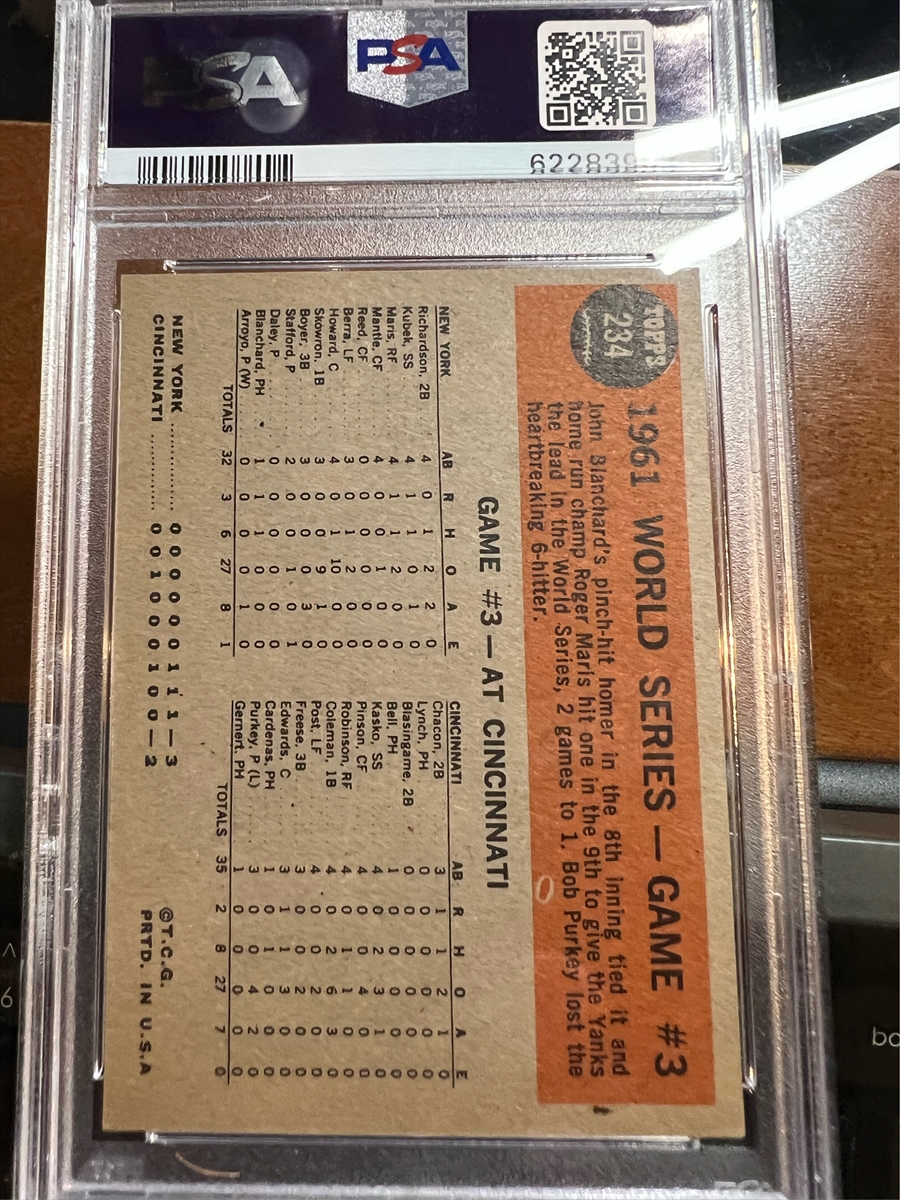 PSA
PSA
622839
TOPPS
234
1961 WORLD SERIES — GAME #3
John Blanchard's pinch-hit homer in the 8th inning tied it and
home run champ Roger Maris hit one in the 9th to give the Yanks
the lead in the World Series, 2 games to 1. Bob Purkey lost the
heartbreaking 6-hitter.
GAME #3 — AT CINCINNATI
NEW YORK AB R H O A E
Richardson, 2B 4 0 1 2 2 0
Kubek, SS 4 1 1 0 1 0
Maris, RF 4 1 1 2 0 0
Mantle, CF 4 0 0 1 0 0
Reed, CF 0 0 0 0 0 0
Berra, LF 3 0 1 2 0 0
Howard, C 4 0 1 10 0 0
Skowron, 1B 3 0 0 9 1 0
Boyer, 3B 3 0 0 0 3 0
Stafford, P 2 0 0 1 0 1
Daley, P 0 0 0 0 0 0
Blanchard, PH 1 1 1 0 0 0
Arroyo, P (W) 0 0 0 0 1 0
TOTALS 32 3 6 27 8 1
CINCINNATI AB R H O A E
Chacon, 2B 3 1 1 2 1 0
Lynch, PH 0 0 0 0 0 0
Blasingame, 2B 0 0 0 0 0 0
Bell, PH 1 0 0 0 0 0
Kasko, SS 4 0 2 3 1 0
Pinson, CF 4 0 0 4 0 0
Robinson, RF 4 0 1 1 0 0
Coleman, 1B 4 0 2 6 3 0
Post, LF 4 0 0 2 0 0
Freese, 3B 3 0 0 2 0 0
Edwards, C 3 1 1 3 0 0
Cardenas, PH 1 0 1 0 0 0
Purkey, P (L) 3 0 0 4 2 0
Gernert, PH 1 0 0 0 0 0
TOTALS 35 2 8 27 7 0
NEW YORK ............ 0 0 0 0 0 0 1 1 1 — 3
CINCINNATI ............ 0 0 1 0 0 0 1 0 0 — 2
©T.C.G.
PRTD. IN U.S.A
^
6